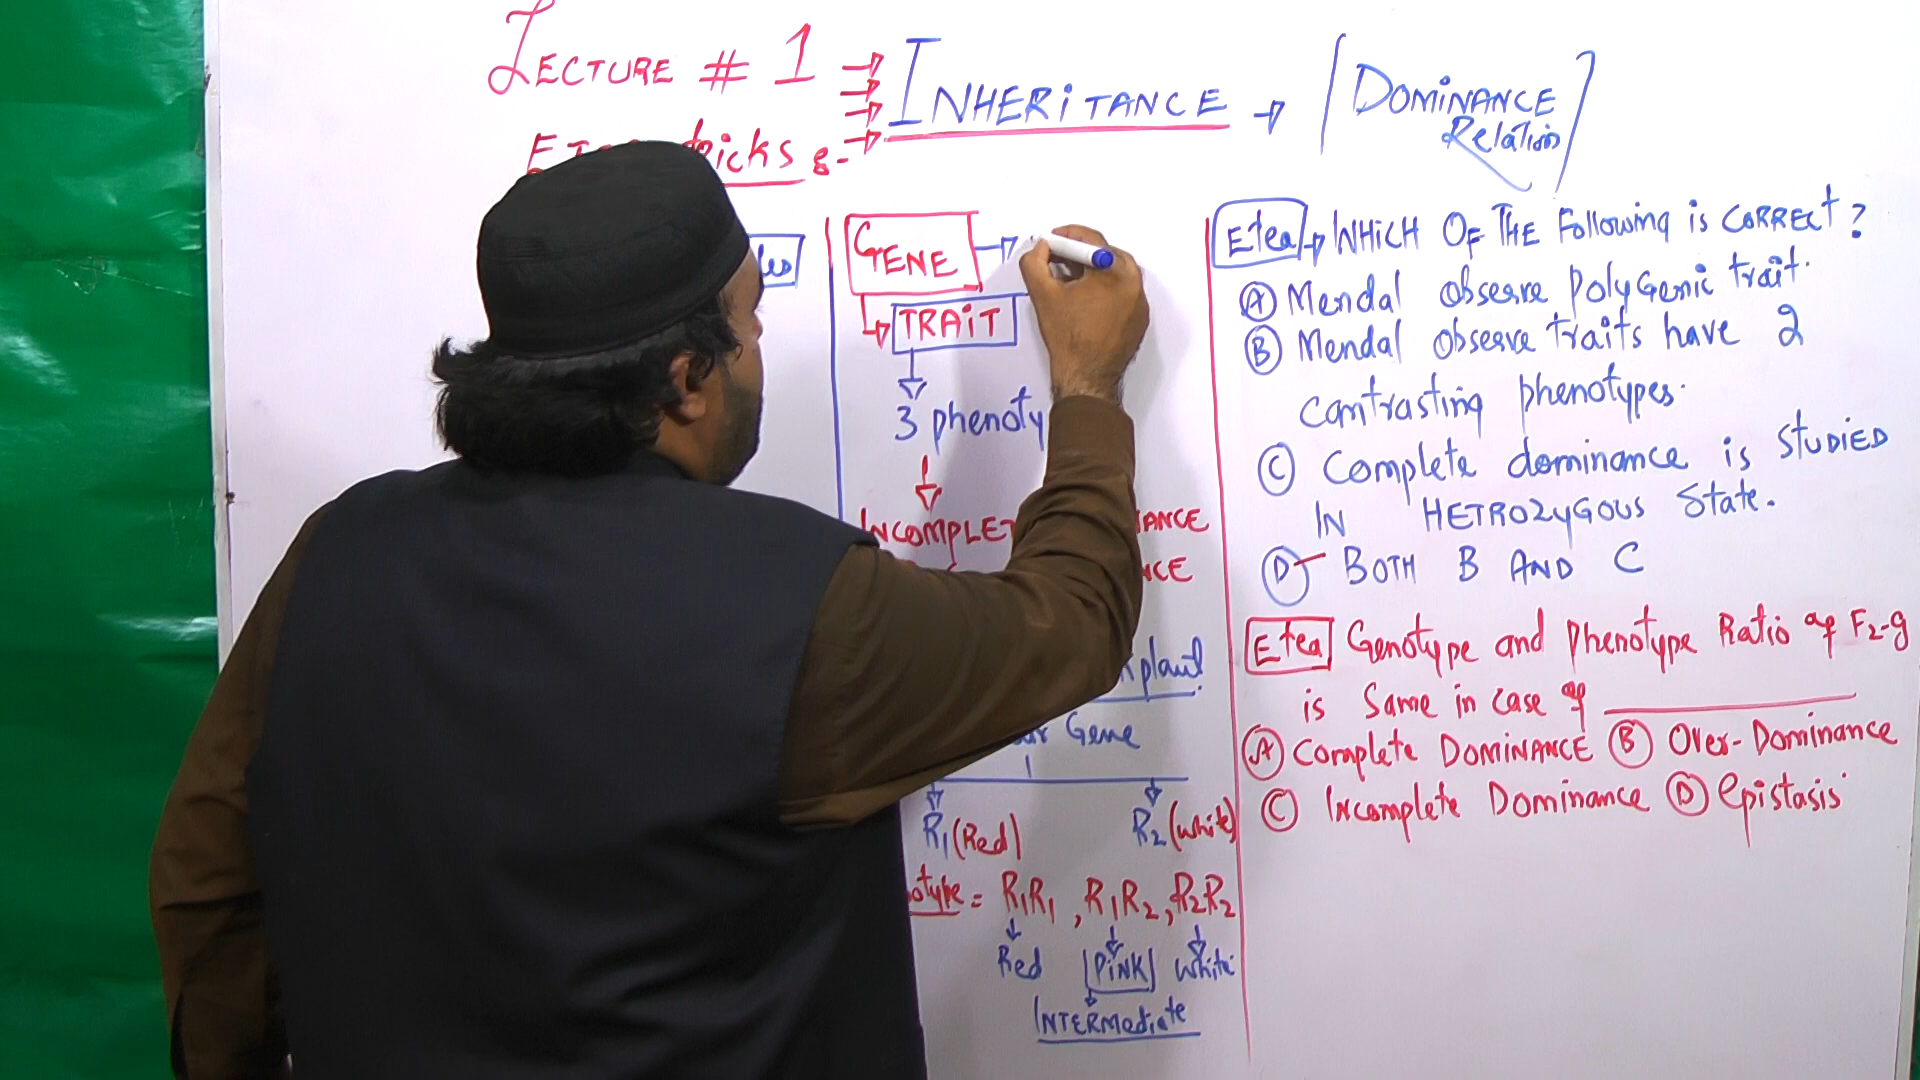 LECTURE # 1
INHERITANCE → [DOMINANCE
Relation]
tricks :-
GENE →
TRAIT
3 phenoty
INCOMPLET ANCE
NCE
plant
Gene
R1 (Red) R2 (white)
otype = R1R1, R1R2, R2R2
Red PINK white
INTERMediate
Etea → WHICH OF THE Following is CORRECT?
(A) Mendal observe polyGenic trait.
(B) Mendal observe traits have 2
contrasting phenotypes.
(C) Complete dominance is STUDIED
IN HETROZYGOUS State.
(D) BOTH B AND C
Etea Genotype and Phenotype Ratio of F2-g
is Same in case of ________
(A) Complete DOMINANCE (B) Over-Dominance
(C) Incomplete Dominance (D) epistasis